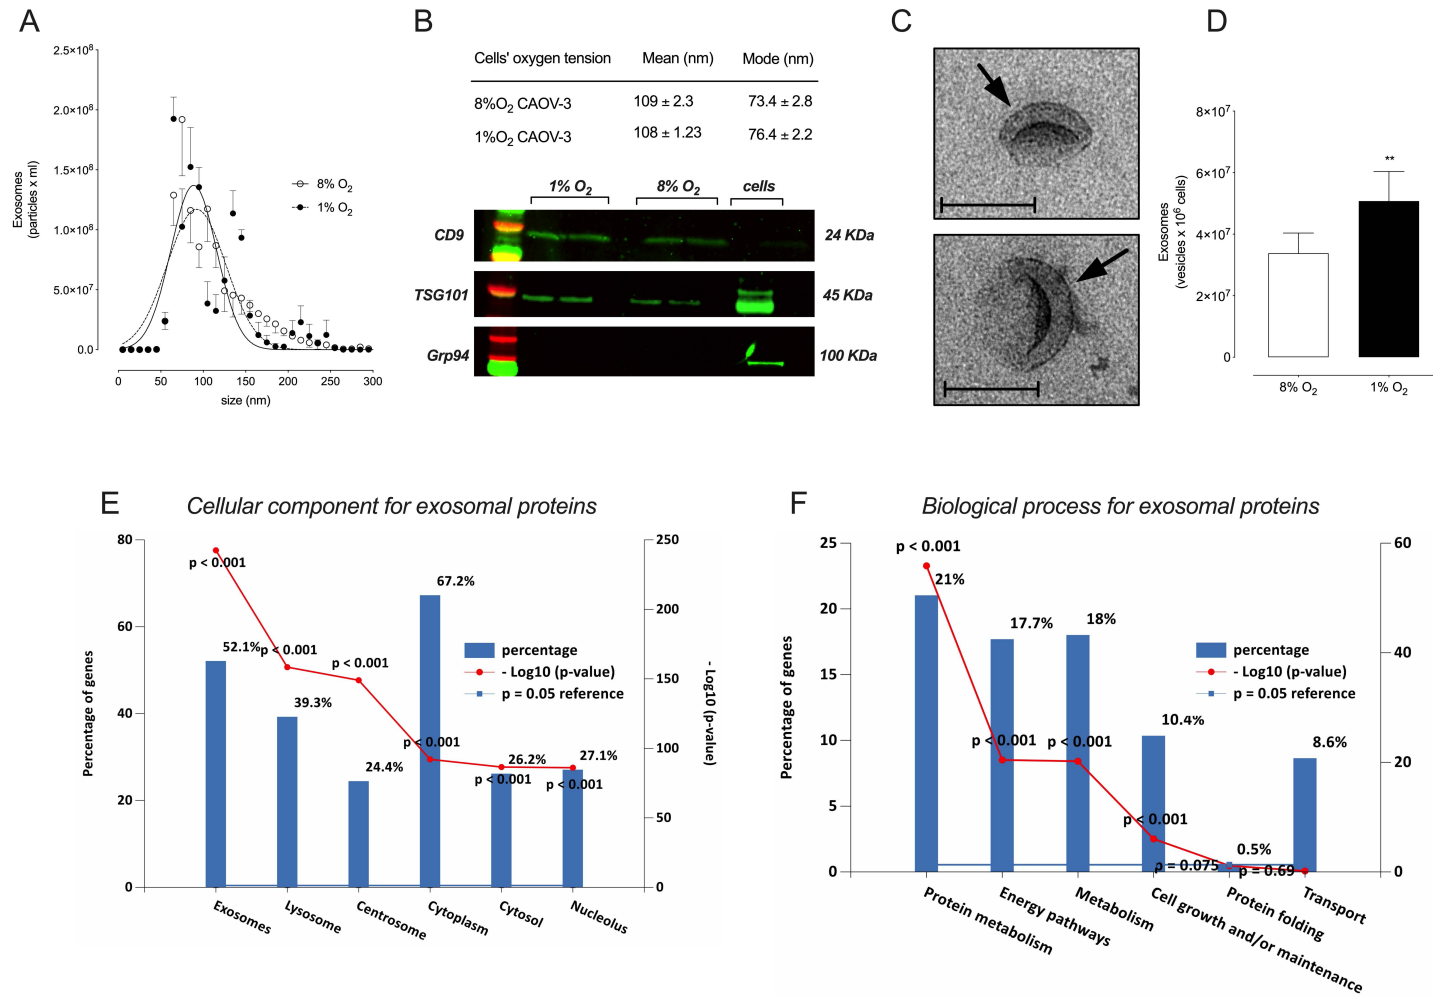 A
2.5×10⁸
2.0×10⁸
1.5×10⁸
1.0×10⁸
5.0×10⁷
0.0
Exosomes
(particles x ml)
8% O₂
1% O₂
0 50 100 150 200 250 300
size (nm)
B
Cells' oxygen tension Mean (nm) Mode (nm)
8%O₂ CAOV-3 109 ± 2.3 73.4 ± 2.8
1%O₂ CAOV-3 108 ± 1.23 76.4 ± 2.2
1% O₂ 8% O₂ cells
CD9 24 KDa
TSG101 45 KDa
Grp94 100 KDa
C
D
8×10⁷
6×10⁷
4×10⁷
2×10⁷
0
Exosomes
(vesicles x 10⁶ cells)
**
8% O₂ 1% O₂
E
Cellular component for exosomal proteins
80
60
40
20
0
Percentage of genes
250
200
150
100
50
0
- Log10 (p-value)
p < 0.001
52.1%
p < 0.001
39.3%
p < 0.001
24.4%
67.2%
p < 0.001
26.2%
p < 0.001
27.1%
p < 0.001
percentage
- Log10 (p-value)
p = 0.05 reference
Exosomes
Lysosome
Centrosome
Cytoplasm
Cytosol
Nucleolus
F
Biological process for exosomal proteins
25
20
15
10
5
0
Percentage of genes
60
40
20
0
p < 0.001
21%
17.7%
p < 0.001
18%
p < 0.001
10.4%
p < 0.001
0.5%
p = 0.075
8.6%
p = 0.69
percentage
- Log10 (p-value)
p = 0.05 reference
Protein metabolism
Energy pathways
Metabolism
Cell growth and/or maintenance
Protein folding
Transport